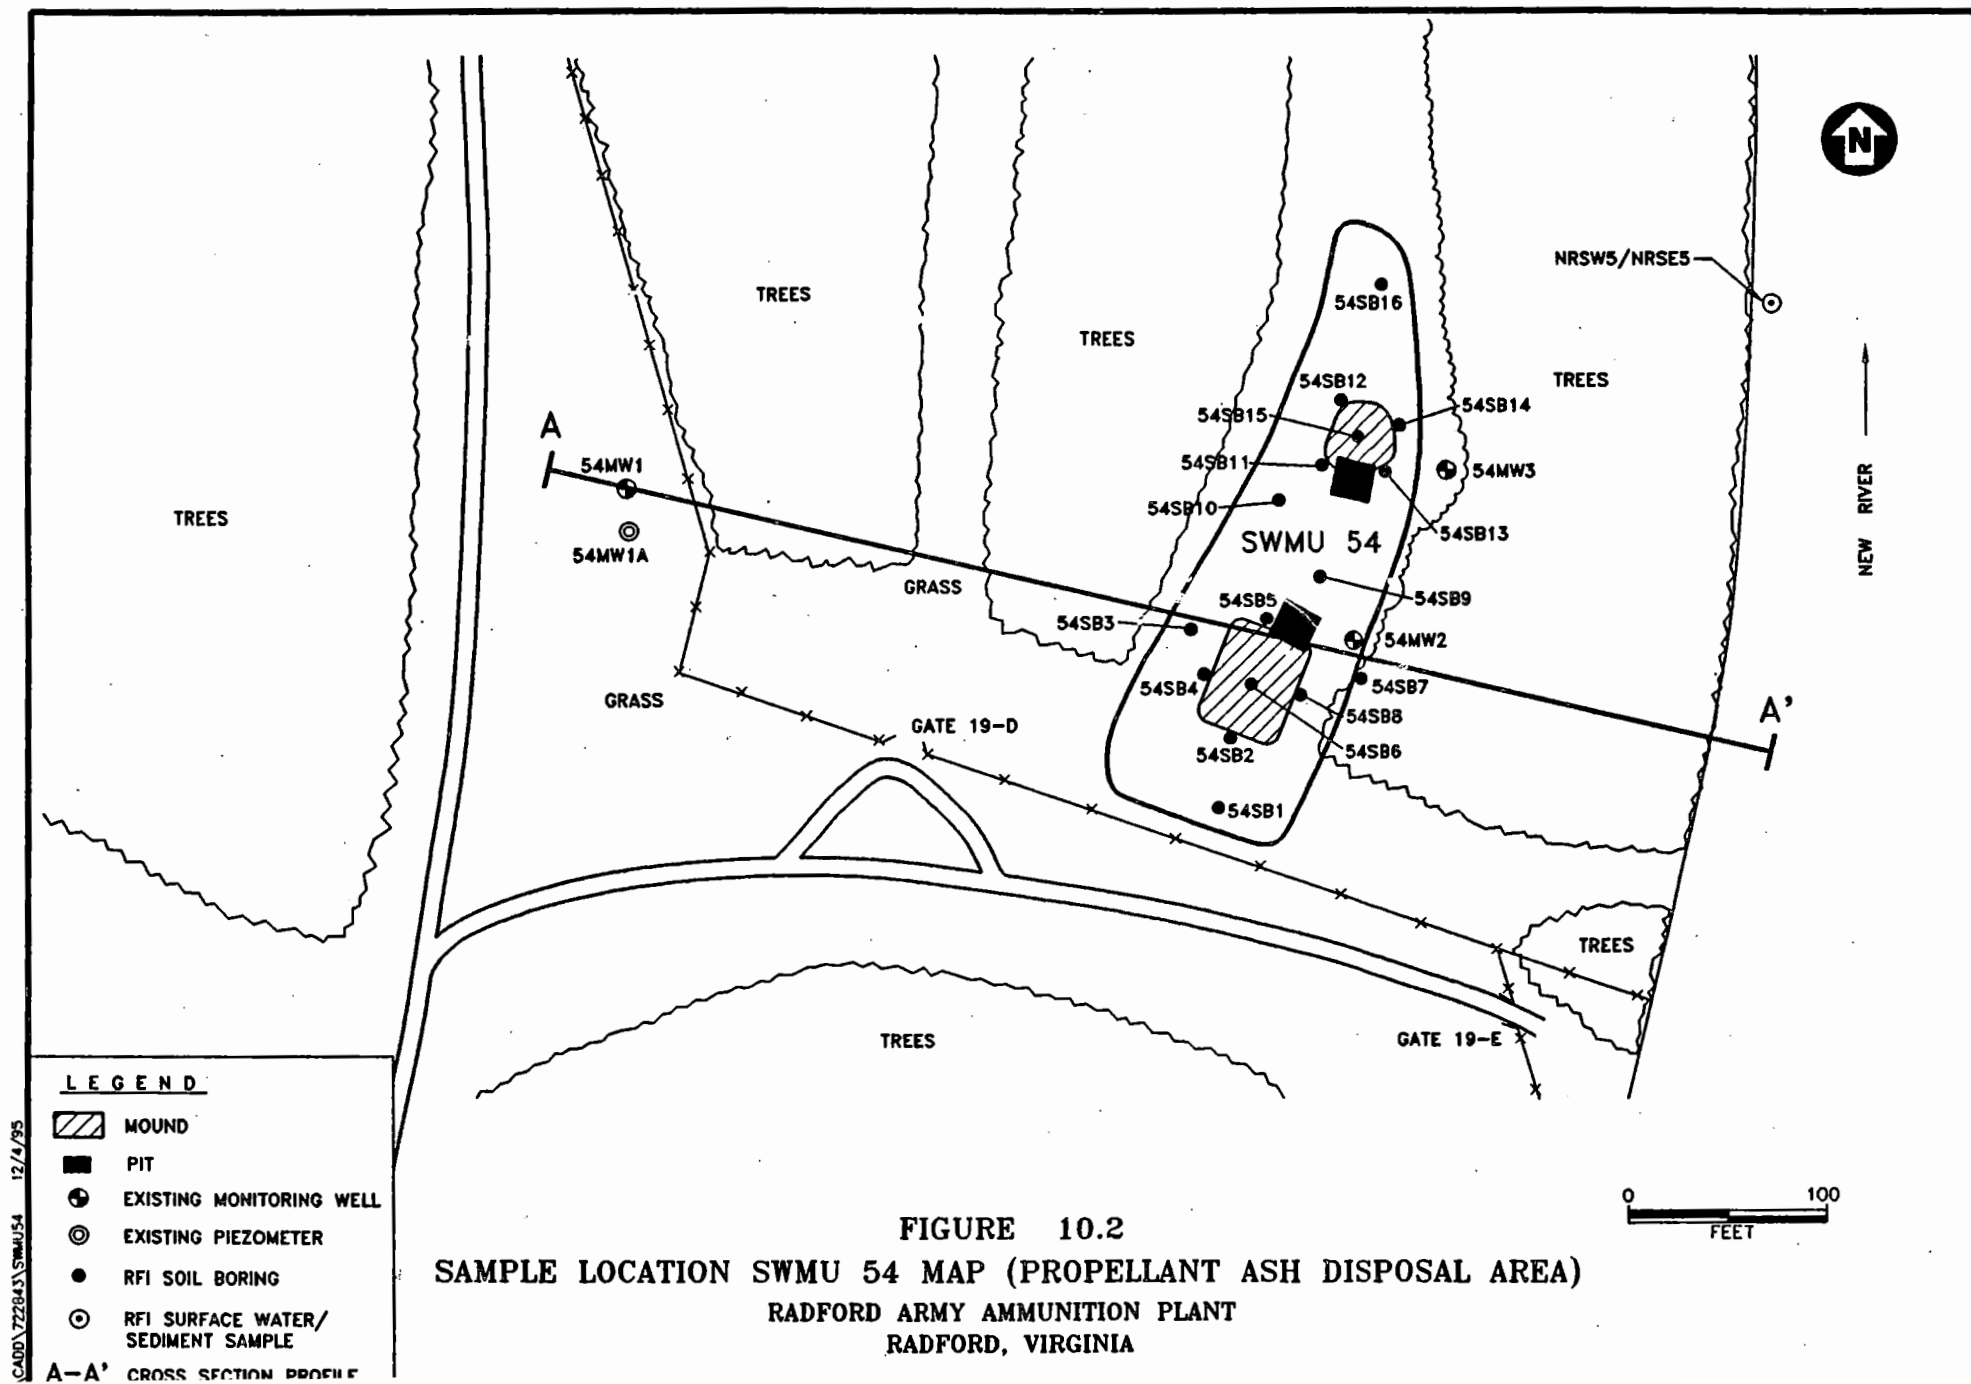 N
NRSW5/NRSE5
54SB16
TREES
TREES
TREES
54SB12
54SB14
54SB15
A
54MW1
54SB11
54MW3
TREES
54SB10
54SB13
NEW RIVER
54MW1A
SWMU 54
GRASS
54SB9
54SB5
54SB3
54MW2
54SB4
54SB7
GRASS
A'
54SB8
GATE 19-D
54SB2
54SB6
54SB1
TREES
TREES
GATE 19-E
LEGEND
MOUND
PIT
EXISTING MONITORING WELL
EXISTING PIEZOMETER
RFI SOIL BORING
RFI SURFACE WATER/
SEDIMENT SAMPLE
A-A' CROSS SECTION PROFILE
0 100
FEET
FIGURE 10.2
SAMPLE LOCATION SWMU 54 MAP (PROPELLANT ASH DISPOSAL AREA)
RADFORD ARMY AMMUNITION PLANT
RADFORD, VIRGINIA
\CADD\722843\SWMU54 12/4/95